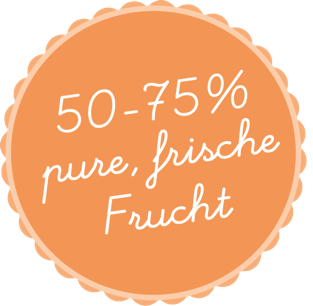 50-75%
pure, frische
Frucht